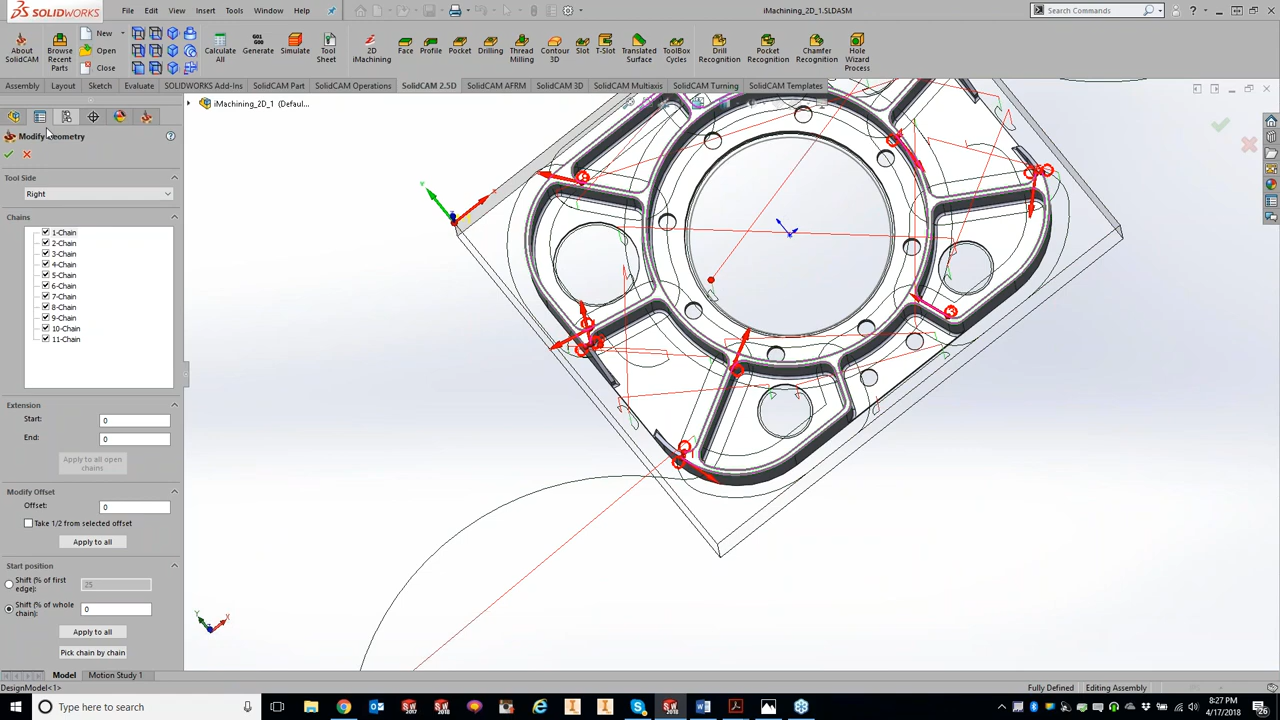 SOLIDWORKS File Edit View Insert Tools Window Help iMachining_2D_1.SLDASM Search Commands
About SolidCAM
Browse Recent Parts
New
Open
Close
Calculate All
Generate
Simulate
Tool Sheet
2D iMachining
Face
Profile
Pocket
Drilling
Thread Milling
Contour 3D
Slot
T-Slot
Translated Surface
ToolBox Cycles
Drill Recognition
Pocket Recognition
Chamfer Recognition
Hole Wizard Process
Assembly Layout Sketch Evaluate SOLIDWORKS Add-Ins SolidCAM Part SolidCAM Operations SolidCAM 2.5D SolidCAM AFRM SolidCAM 3D SolidCAM Multiaxis SolidCAM Turning SolidCAM Templates
iMachining_2D_1 (Defaul...
Modify Geometry
Tool Side
Right
Chains
1-Chain
2-Chain
3-Chain
4-Chain
5-Chain
6-Chain
7-Chain
8-Chain
9-Chain
10-Chain
11-Chain
Extension
Start: 0
End: 0
Apply to all open
chains
Modify Offset
Offset: 0
Take 1/2 from selected offset
Apply to all
Start position
Shift (% of first
edge): 25
Shift (% of whole
chain): 0
Apply to all
Pick chain by chain
Model Motion Study 1
DesignModel<1> Fully Defined Editing Assembly
Type here to search
8:27 PM
4/17/2018